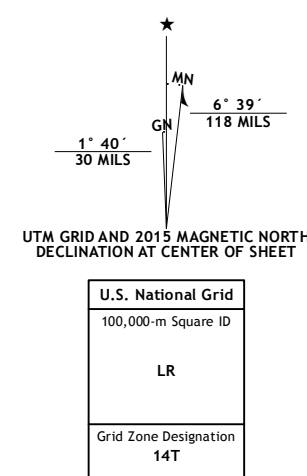 ★
MN
6° 39´
118 MILS
GN
1° 40´
30 MILS
UTM GRID AND 2015 MAGNETIC NORTH
DECLINATION AT CENTER OF SHEET
U.S. National Grid
100,000-m Square ID
LR
Grid Zone Designation
14T